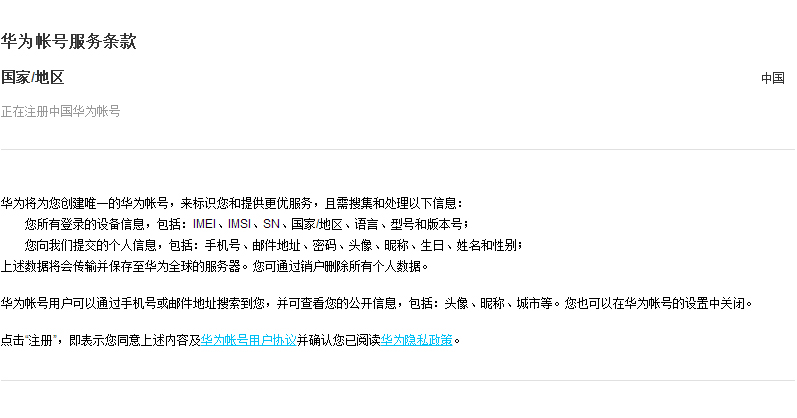 华为帐号服务条款
国家/地区 中国
正在注册中国华为帐号
华为将为您创建唯一的华为帐号，来标识您和提供更优服务，且需搜集和处理以下信息：
您所有登录的设备信息，包括：IMEI、IMSI、SN、国家/地区、语言、型号和版本号；
您向我们提交的个人信息，包括：手机号、邮件地址、密码、头像、昵称、生日、姓名和性别；
上述数据将会传输并保存至华为全球的服务器。您可通过销户删除所有个人数据。
华为帐号用户可以通过手机号或邮件地址搜索到您，并可查看您的公开信息，包括：头像、昵称、城市等。您也可以在华为帐号的设置中关闭。
点击“注册”，即表示您同意上述内容及华为帐号用户协议并确认您已阅读华为隐私政策。